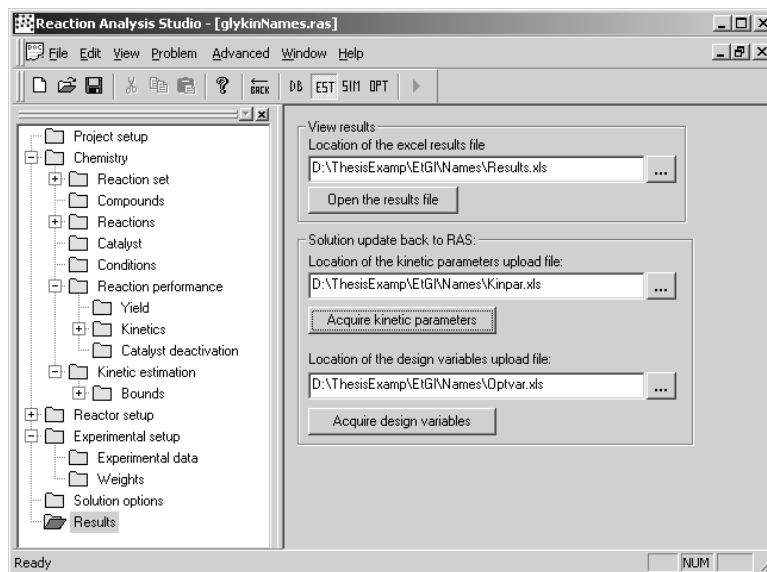 Reaction Analysis Studio - [glykinNames.ras]
File Edit View Problem Advanced Window Help
BACK DB EST SIM OPT
Project setup
Chemistry
Reaction set
Compounds
Reactions
Catalyst
Conditions
Reaction performance
Yield
Kinetics
Catalyst deactivation
Kinetic estimation
Bounds
Reactor setup
Experimental setup
Experimental data
Weights
Solution options
Results
View results
Location of the excel results file
D:\ThesisExamp\EtGl\Names\Results.xls
...
Open the results file
Solution update back to RAS:
Location of the kinetic parameters upload file:
D:\ThesisExamp\EtGl\Names\Kinpar.xls
...
Acquire kinetic parameters
Location of the design variables upload file:
D:\ThesisExamp\EtGl\Names\Optvar.xls
...
Acquire design variables
Ready
NUM